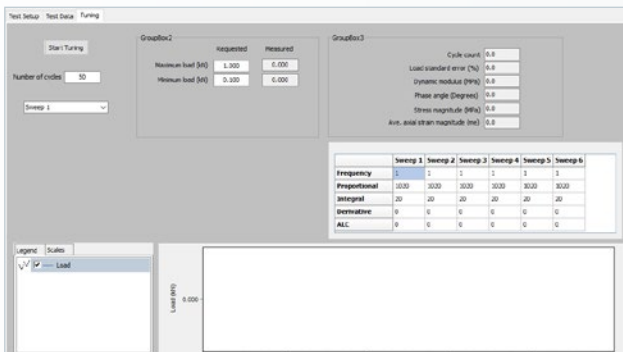 Test Setup Test Data Tuning
Start Tuning
Number of cycles 50
Sweep 1
GroupBox2
Requested Measured
Maximum load (kN) 1.000 0.000
Minimum load (kN) 0.100 0.000
GroupBox3
Cycle count 0.0
Load standard error (%) 0.0
Dynamic modulus (MPa) 0.0
Phase angle (Degrees) 0.0
Stress magnitude (MPa) 0.0
Ave. axial strain magnitude (me) 0.0
Sweep 1 Sweep 2 Sweep 3 Sweep 4 Sweep 5 Sweep 6
Frequency 1 1 1 1 1 1
Proportional 1020 1020 1020 1020 1020 1020
Integral 20 20 20 20 20 20
Derivative 0 0 0 0 0 0
ALC 0 0 0 0 0 0
Legend Scales
Load
Load (kN)
0.000